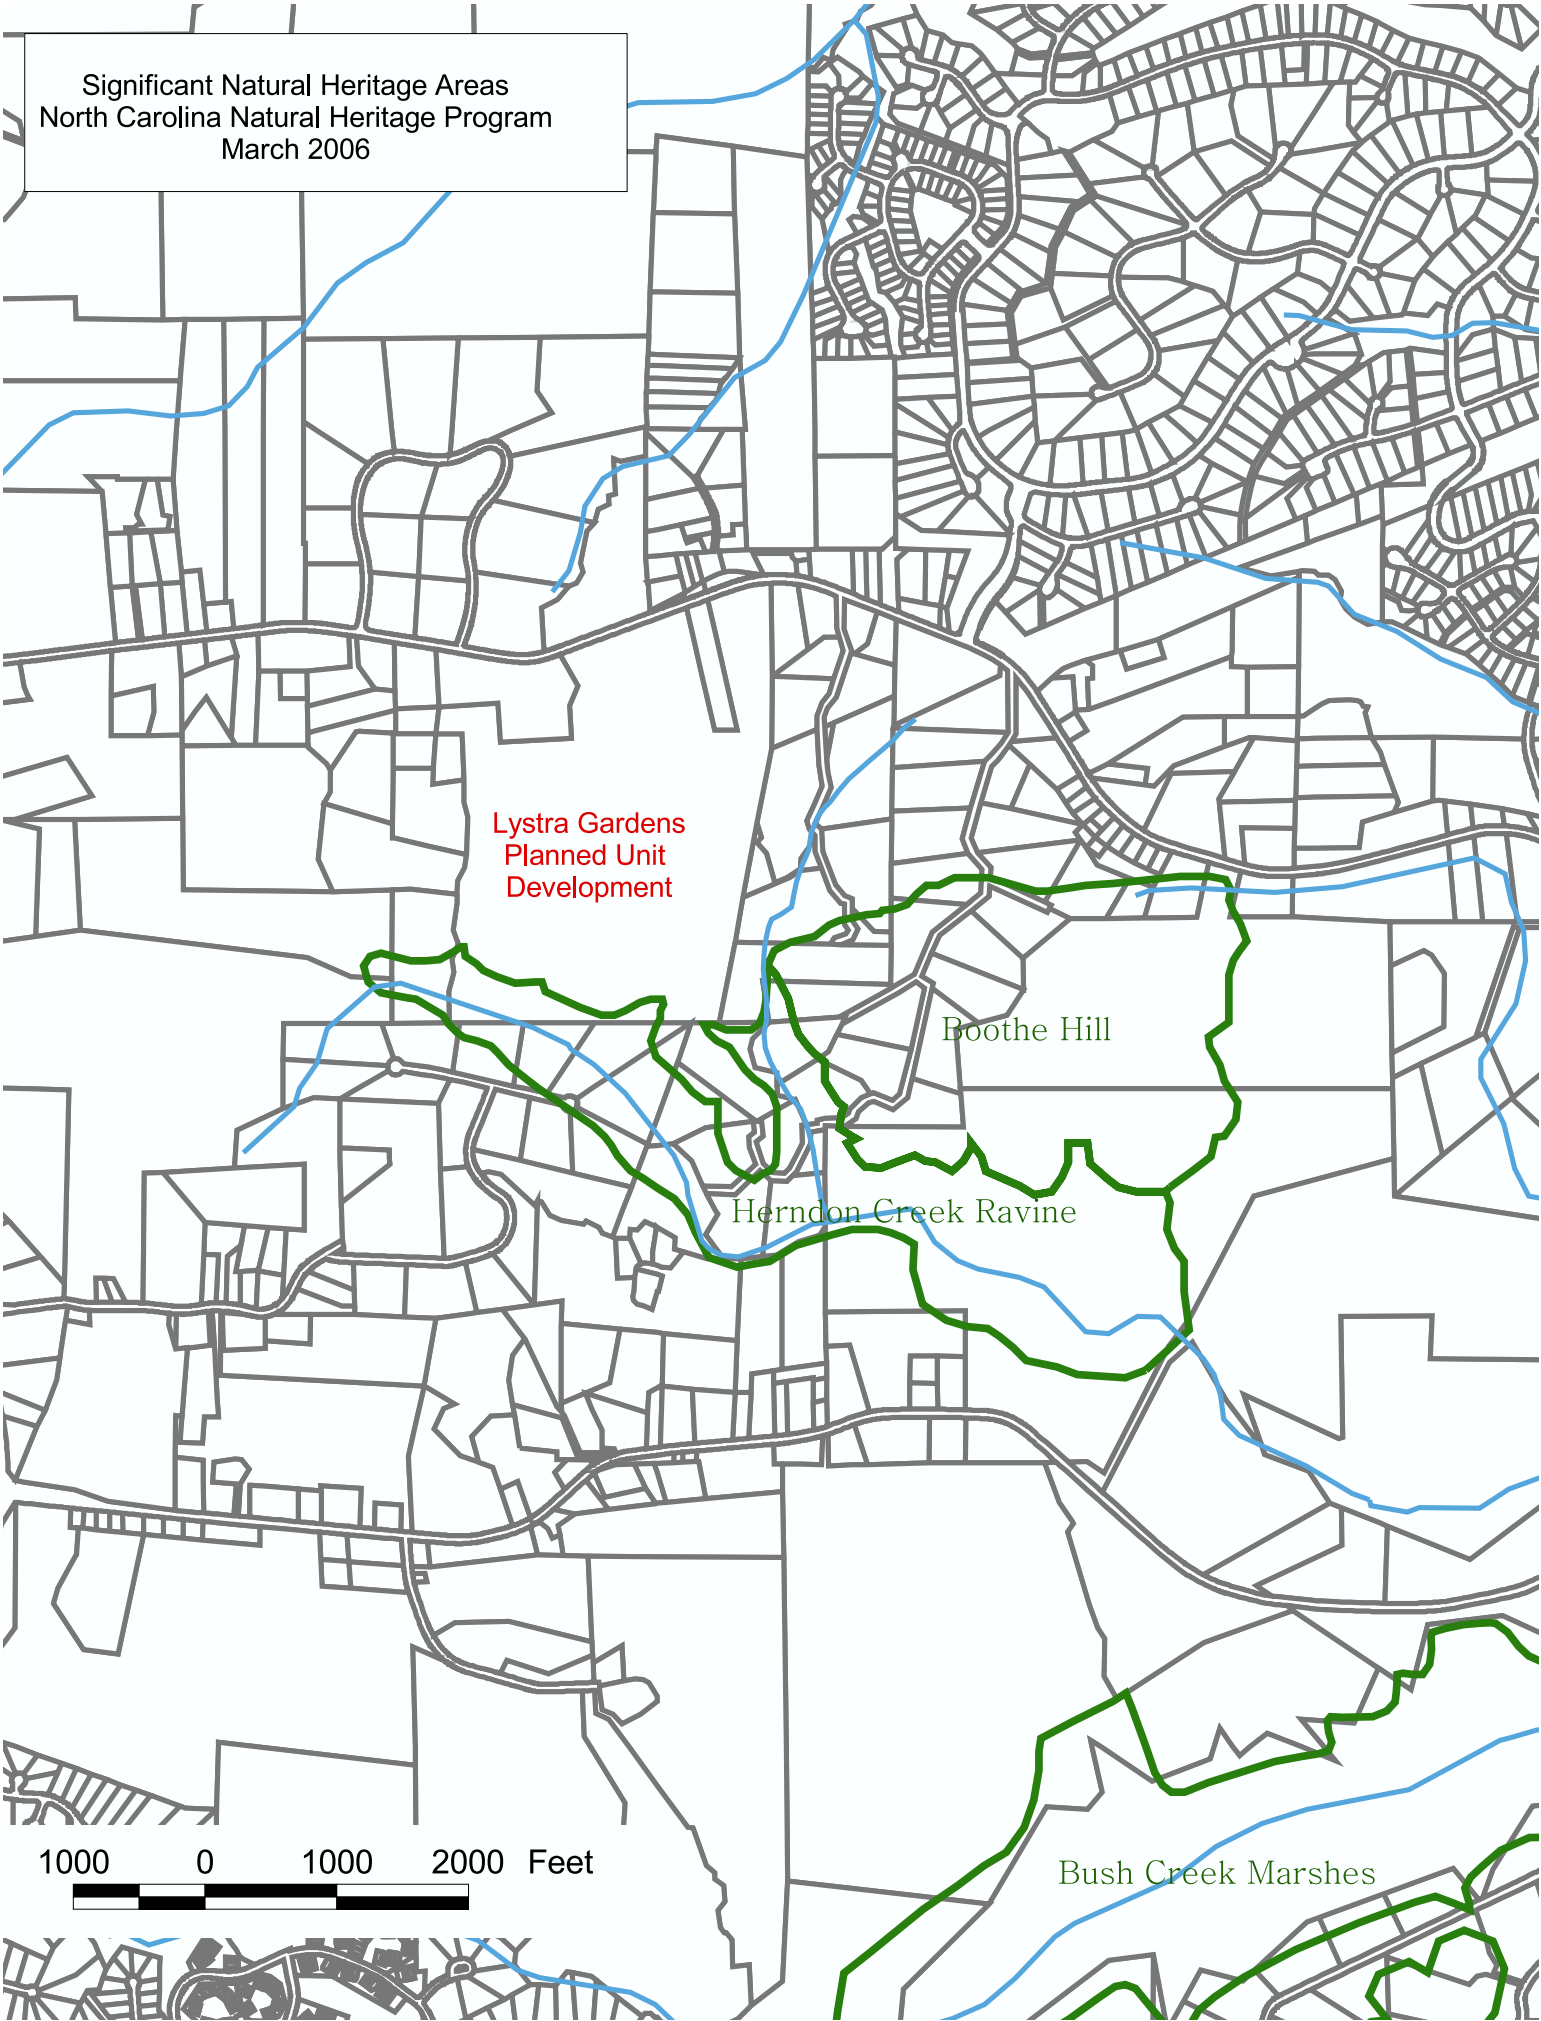 Significant Natural Heritage Areas
North Carolina Natural Heritage Program
March 2006
Lystra Gardens
Planned Unit
Development
Boothe Hill
Herndon Creek Ravine
Bush Creek Marshes
1000 0 1000 2000 Feet